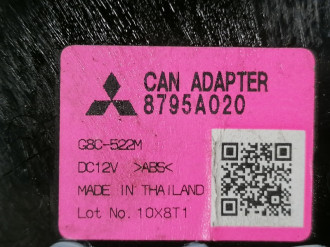 CAN ADAPTER
8795A020
G8C-522M
DC12V >ABS<
MADE IN THAILAND
Lot No. 10X8T1